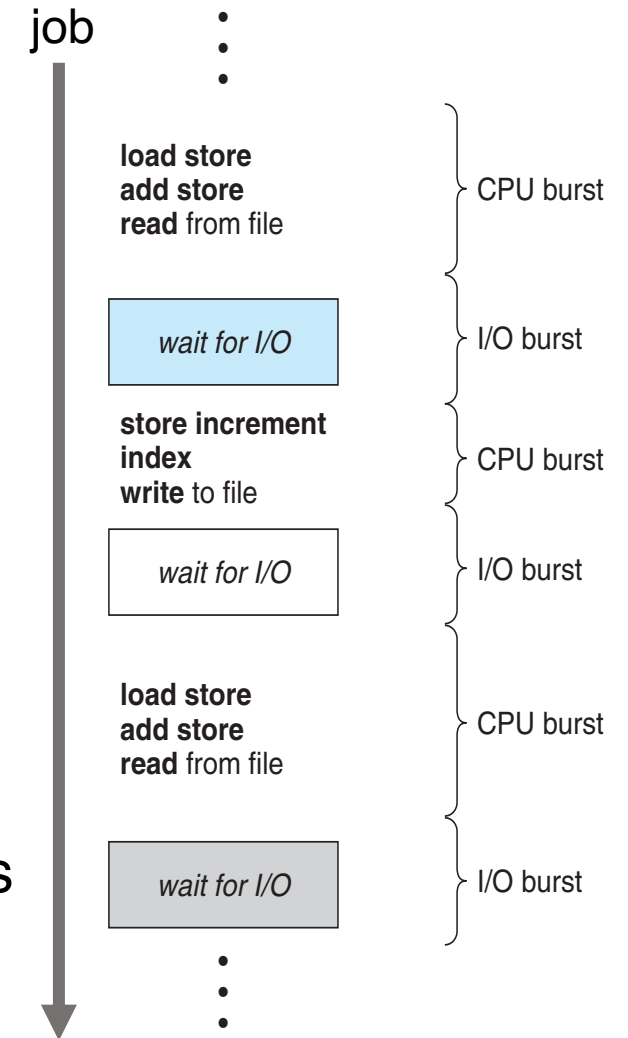 job
load store
add store
read from file
CPU burst
wait for I/O
I/O burst
store increment
index
write to file
CPU burst
wait for I/O
I/O burst
load store
add store
read from file
CPU burst
s
wait for I/O
I/O burst